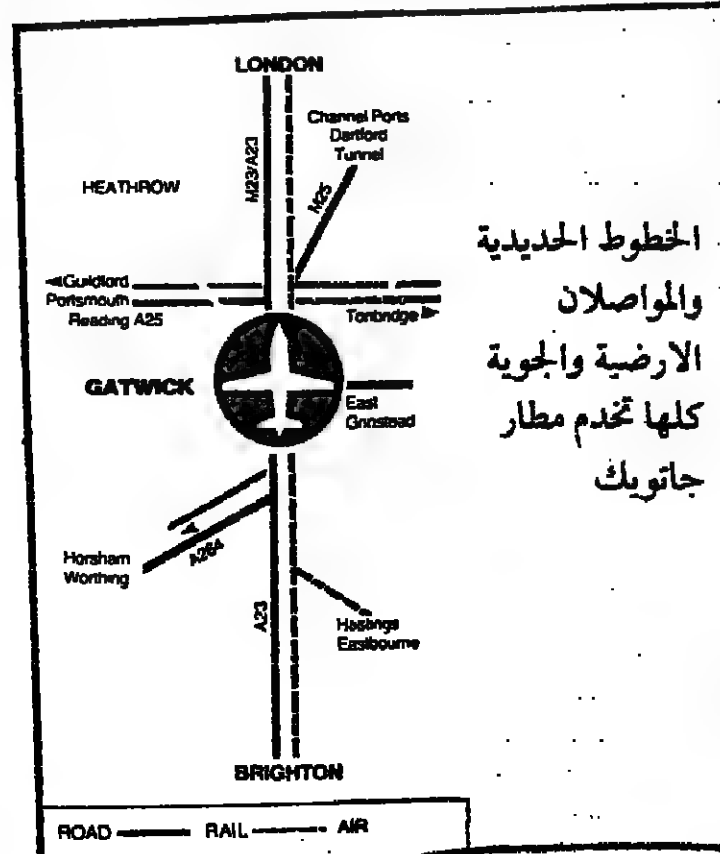 LONDON
Channel Ports
Dartford
Tunnel
M23/A23
M25
HEATHROW
Guildford
Portsmouth
Reading A25
Tonbridge
GATWICK
East
Grinstead
Horsham
Worthing
A264
A23
Hastings
Eastbourne
BRIGHTON
ROAD RAIL AIR
الخطوط الحديدية
والمواصلان
الارضية والجوية
كلها تخدم مطار
جاتويك